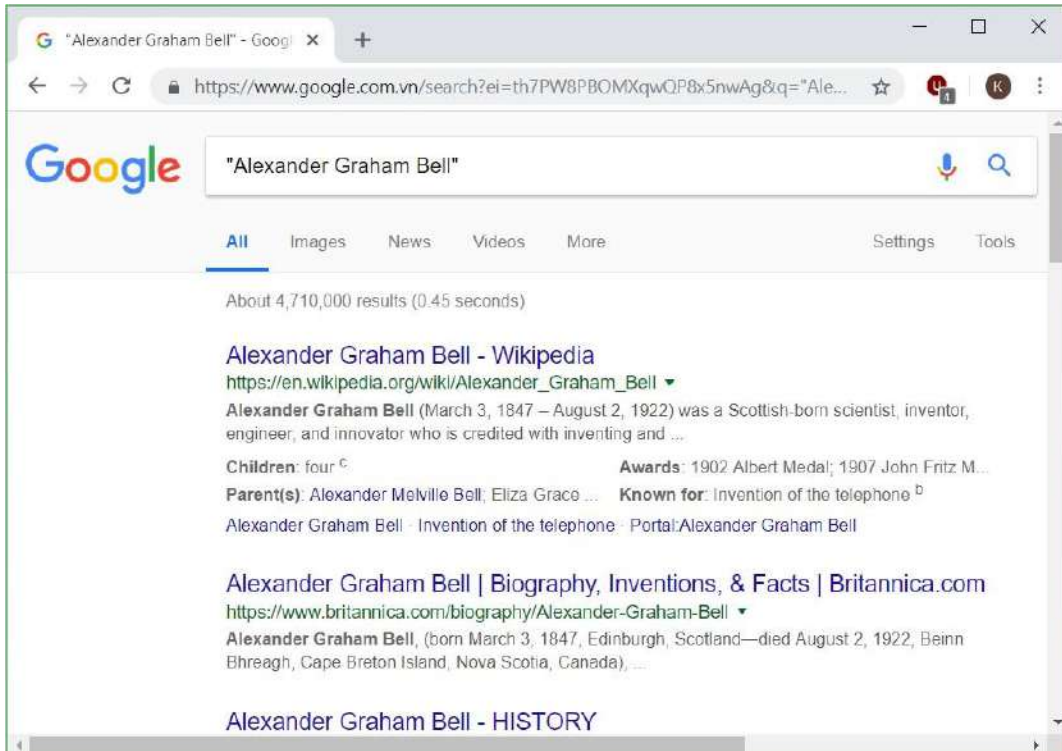 "Alexander Graham Bell" - Googl
https://www.google.com.vn/search?ei=th7PW8PBOMXqwQP8x5nwAg&q="Ale...
4
K
Google
"Alexander Graham Bell"
All Images News Videos More Settings Tools
About 4,710,000 results (0.45 seconds)
Alexander Graham Bell - Wikipedia
https://en.wikipedia.org/wiki/Alexander_Graham_Bell
Alexander Graham Bell (March 3, 1847 – August 2, 1922) was a Scottish-born scientist, inventor,
engineer, and innovator who is credited with inventing and ...
Children: four c Awards: 1902 Albert Medal; 1907 John Fritz M...
Parent(s): Alexander Melville Bell; Eliza Grace ... Known for: Invention of the telephone b
Alexander Graham Bell · Invention of the telephone · Portal:Alexander Graham Bell
Alexander Graham Bell | Biography, Inventions, & Facts | Britannica.com
https://www.britannica.com/biography/Alexander-Graham-Bell
Alexander Graham Bell, (born March 3, 1847, Edinburgh, Scotland—died August 2, 1922, Beinn
Bhreagh, Cape Breton Island, Nova Scotia, Canada), ...
Alexander Graham Bell - HISTORY